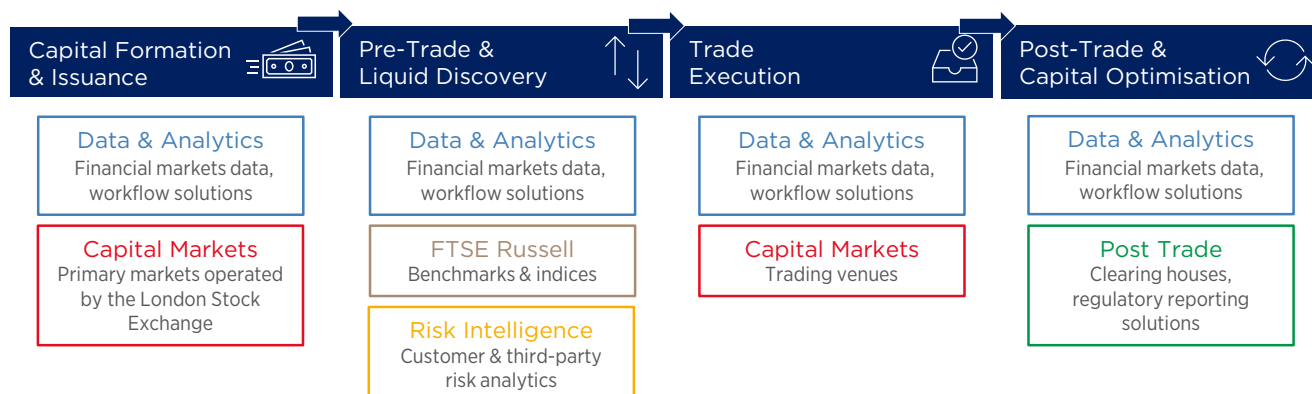 Capital Formation
& Issuance
Pre-Trade &
Liquid Discovery
Trade
Execution
Post-Trade &
Capital Optimisation
Data & Analytics
Financial markets data,
workflow solutions
Capital Markets
Primary markets operated
by the London Stock
Exchange
Data & Analytics
Financial markets data,
workflow solutions
FTSE Russell
Benchmarks & indices
Risk Intelligence
Customer & third-party
risk analytics
Data & Analytics
Financial markets data,
workflow solutions
Capital Markets
Trading venues
Data & Analytics
Financial markets data,
workflow solutions
Post Trade
Clearing houses,
regulatory reporting
solutions